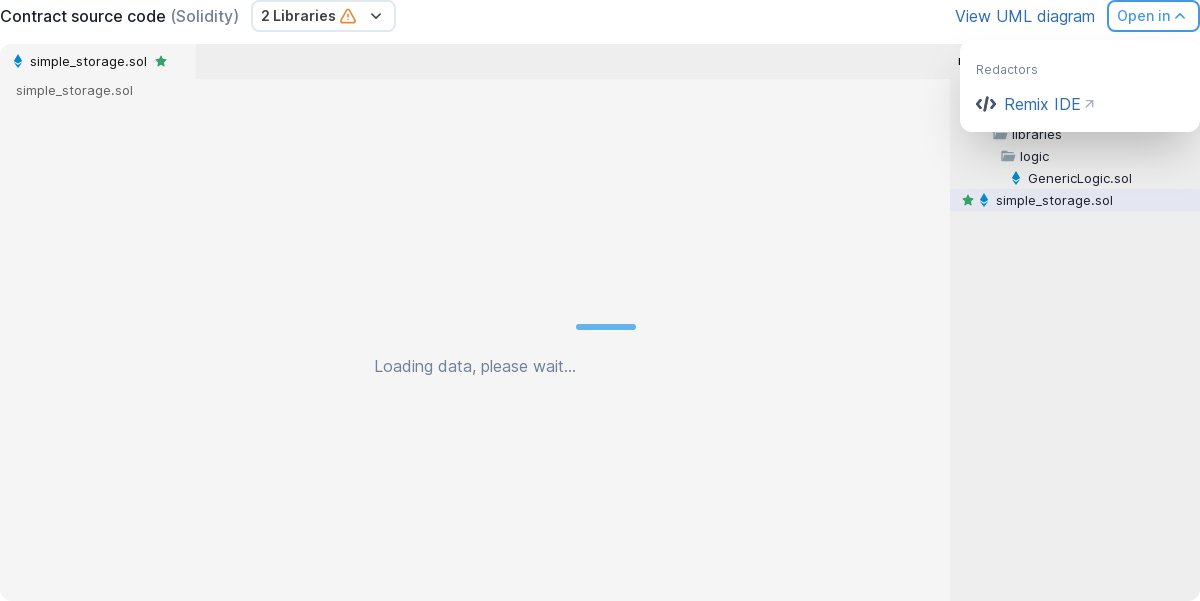 Contract source code (Solidity)
2 Libraries
View UML diagram
Open in
simple_storage.sol
simple_storage.sol
Redactors
Remix IDE
libraries
logic
GenericLogic.sol
simple_storage.sol
Loading data, please wait...